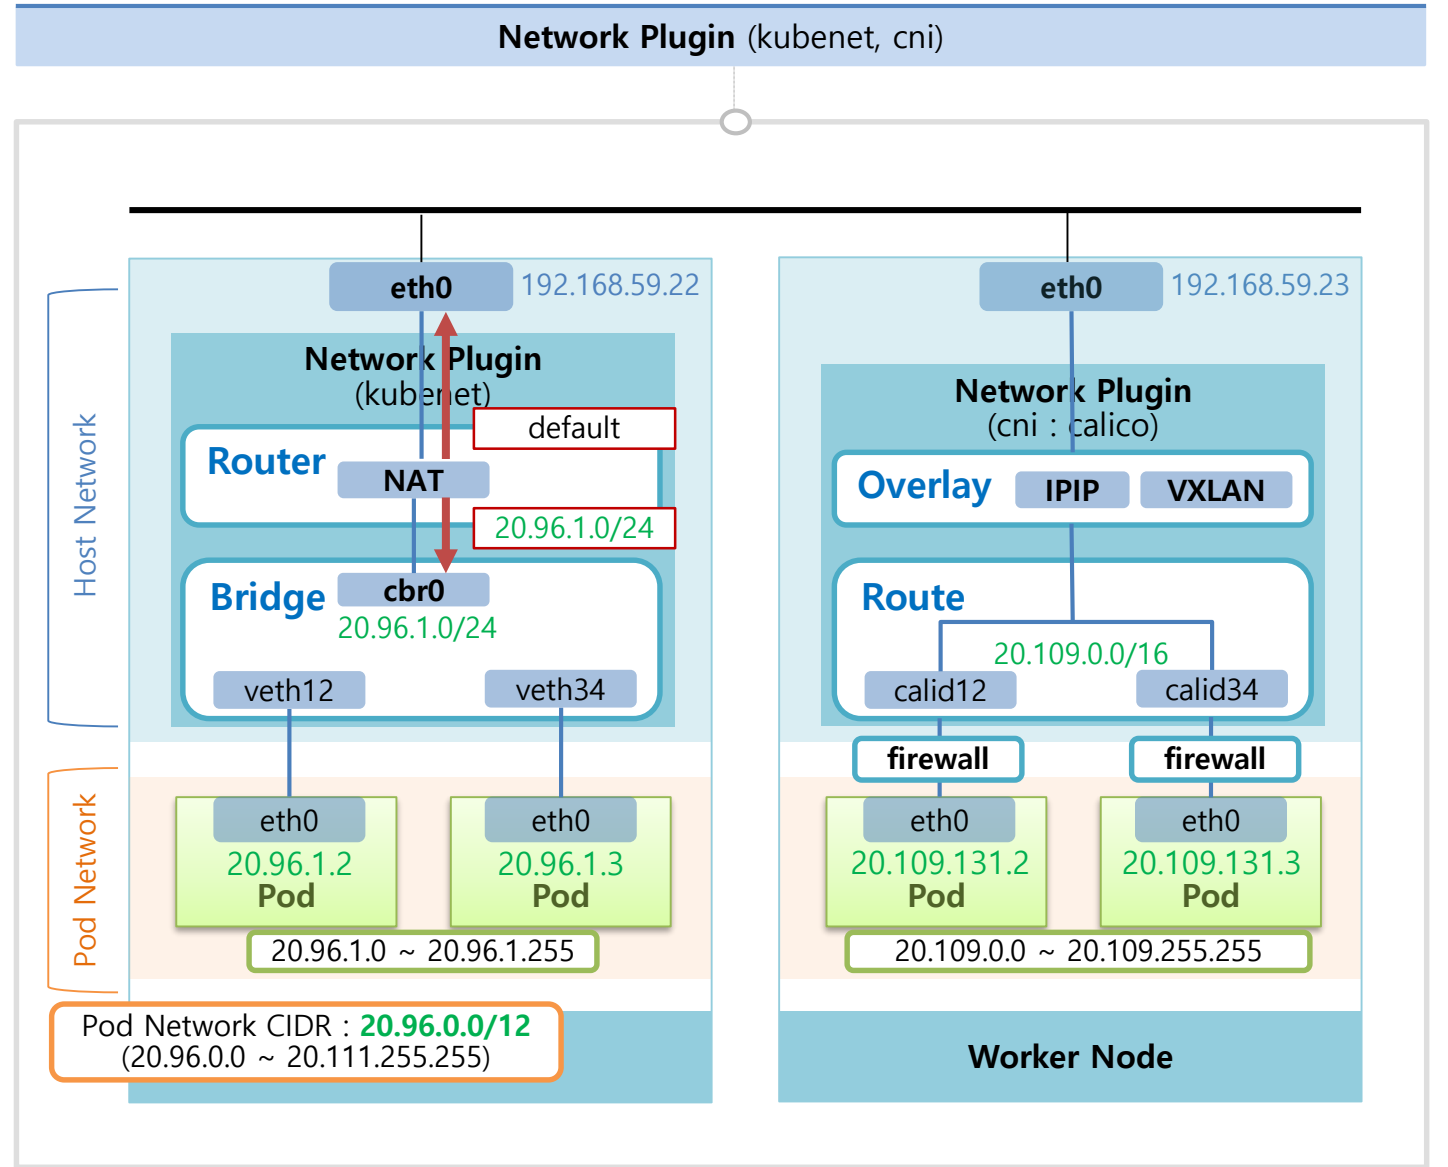 Network Plugin (kubenet, cni)
Host Network
Pod Network
eth0
192.168.59.22
Network Plugin
(kubenet)
default
Router
NAT
20.96.1.0/24
Bridge
cbr0
20.96.1.0/24
veth12
veth34
eth0
20.96.1.2
Pod
eth0
20.96.1.3
Pod
20.96.1.0 ~ 20.96.1.255
Pod Network CIDR : 20.96.0.0/12
(20.96.0.0 ~ 20.111.255.255)
eth0
192.168.59.23
Network Plugin
(cni : calico)
Overlay
IPIP
VXLAN
Route
20.109.0.0/16
calid12
calid34
firewall
firewall
eth0
20.109.131.2
Pod
eth0
20.109.131.3
Pod
20.109.0.0 ~ 20.109.255.255
Worker Node